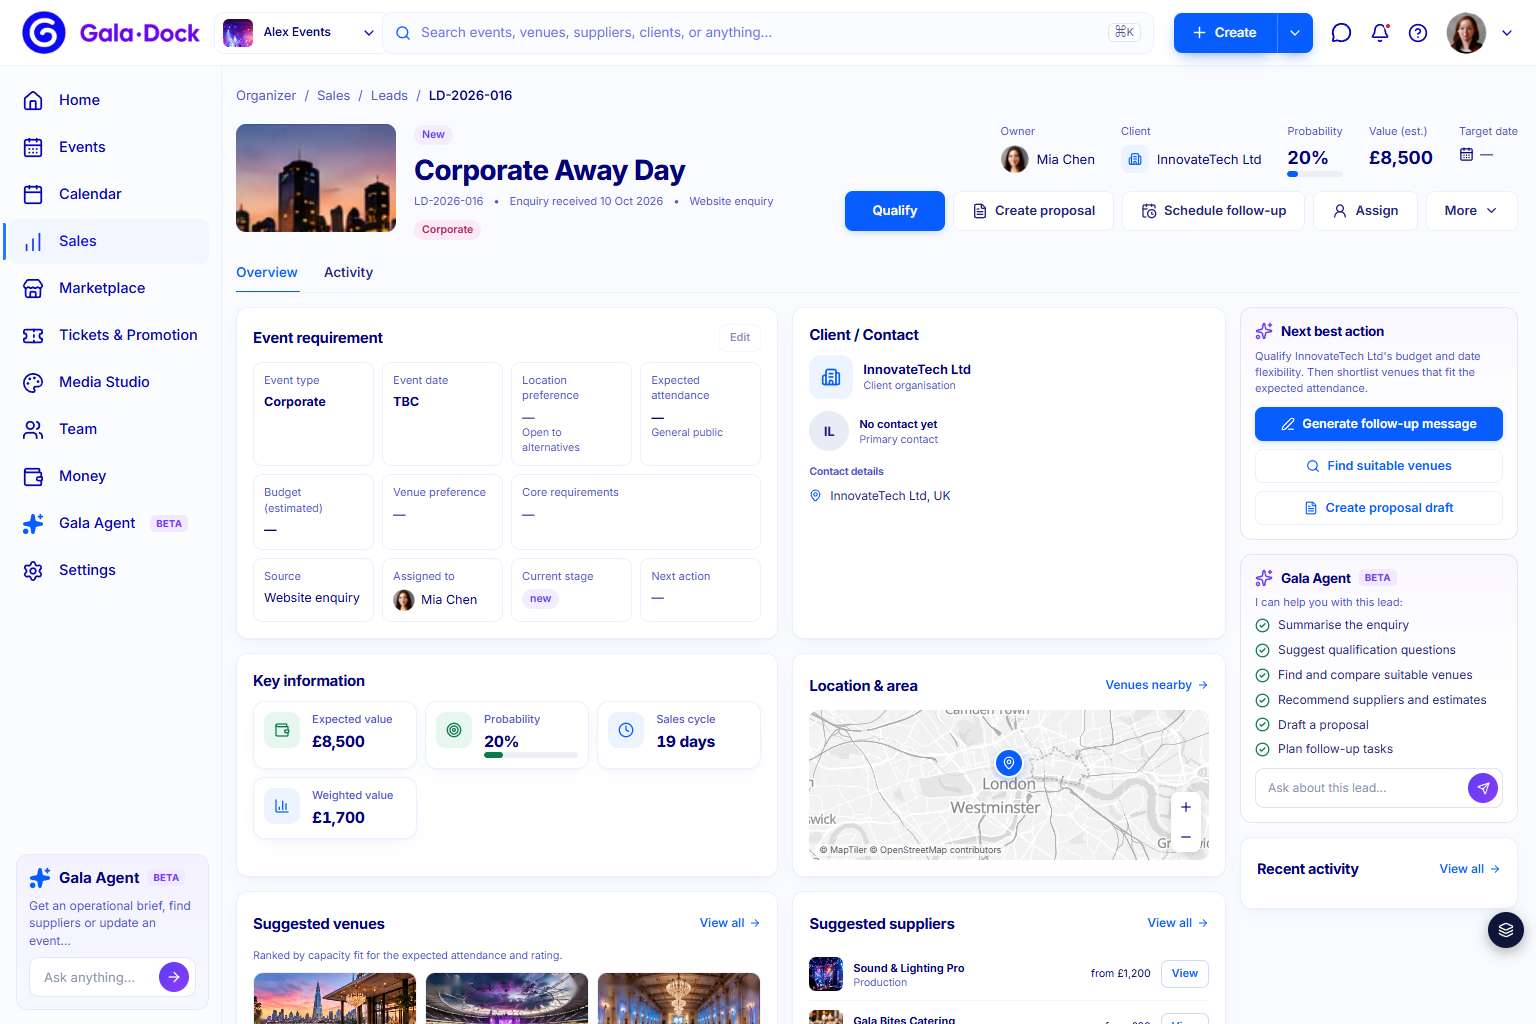 Gala·Dock
Alex Events
Search events, venues, suppliers, clients, or anything...
⌘K
Create
Home
Events
Calendar
Sales
Marketplace
Tickets & Promotion
Media Studio
Team
Money
Gala Agent BETA
Settings
Gala Agent BETA
Get an operational brief, find
suppliers or update an
event...
Ask anything...
Organizer / Sales / Leads / LD-2026-016
New
Corporate Away Day
LD-2026-016 • Enquiry received 10 Oct 2026 • Website enquiry
Corporate
Owner
Mia Chen
Client
InnovateTech Ltd
Probability
20%
Value (est.)
£8,500
Target date
—
Qualify
Create proposal
Schedule follow-up
Assign
More
Overview
Activity
Event requirement
Edit
Event type
Corporate
Event date
TBC
Location
preference
—
Open to
alternatives
Expected
attendance
—
General public
Budget
(estimated)
—
Venue preference
—
Core requirements
—
Source
Website enquiry
Assigned to
Mia Chen
Current stage
new
Next action
—
Client / Contact
InnovateTech Ltd
Client organisation
IL
No contact yet
Primary contact
Contact details
InnovateTech Ltd, UK
Next best action
Qualify InnovateTech Ltd's budget and date
flexibility. Then shortlist venues that fit the
expected attendance.
Generate follow-up message
Find suitable venues
Create proposal draft
Gala Agent BETA
I can help you with this lead:
Summarise the enquiry
Suggest qualification questions
Find and compare suitable venues
Recommend suppliers and estimates
Draft a proposal
Plan follow-up tasks
Ask about this lead...
Recent activity
View all →
Key information
Expected value
£8,500
Probability
20%
Sales cycle
19 days
Weighted value
£1,700
Location & area
Venues nearby →
Camden Town
London
Westminster
+
−
© MapTiler © OpenStreetMap contributors
Suggested venues
View all →
Ranked by capacity fit for the expected attendance and rating.
Suggested suppliers
View all →
Sound & Lighting Pro
Production
from £1,200
View
Gala Bites Catering